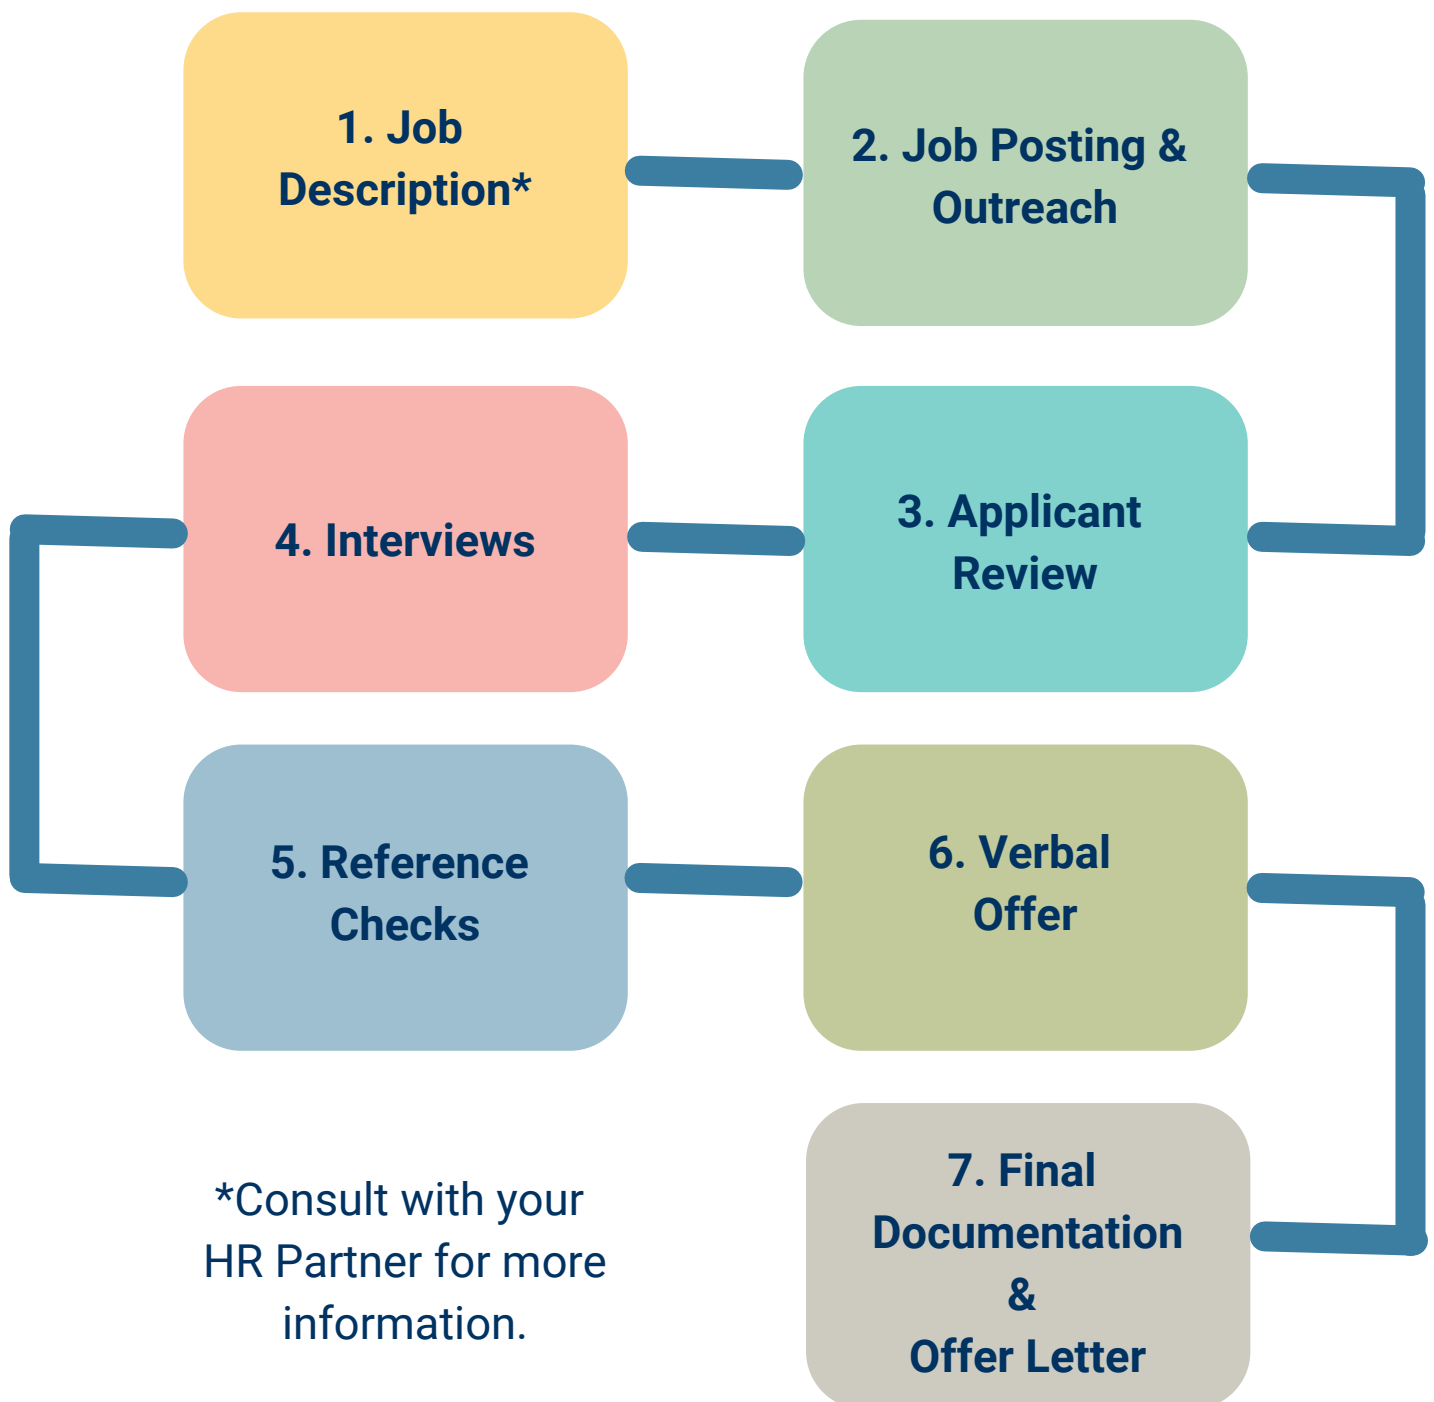 1. Job
Description*
2. Job Posting &
Outreach
3. Applicant
Review
4. Interviews
5. Reference
Checks
6. Verbal
Offer
7. Final
Documentation
&
Offer Letter
*Consult with your
HR Partner for more
information.